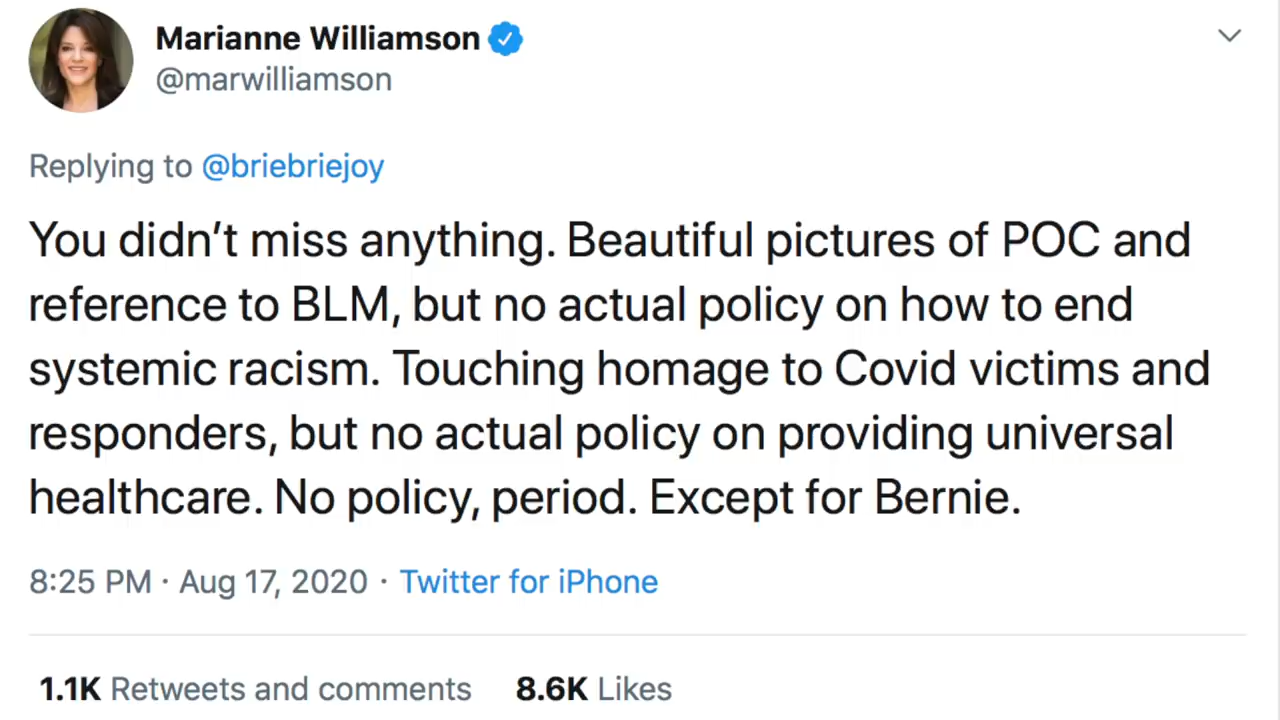 Marianne Williamson
@marwilliamson
Replying to @briebriejoy
You didn’t miss anything. Beautiful pictures of POC and
reference to BLM, but no actual policy on how to end
systemic racism. Touching homage to Covid victims and
responders, but no actual policy on providing universal
healthcare. No policy, period. Except for Bernie.
8:25 PM · Aug 17, 2020 · Twitter for iPhone
1.1K Retweets and comments 8.6K Likes